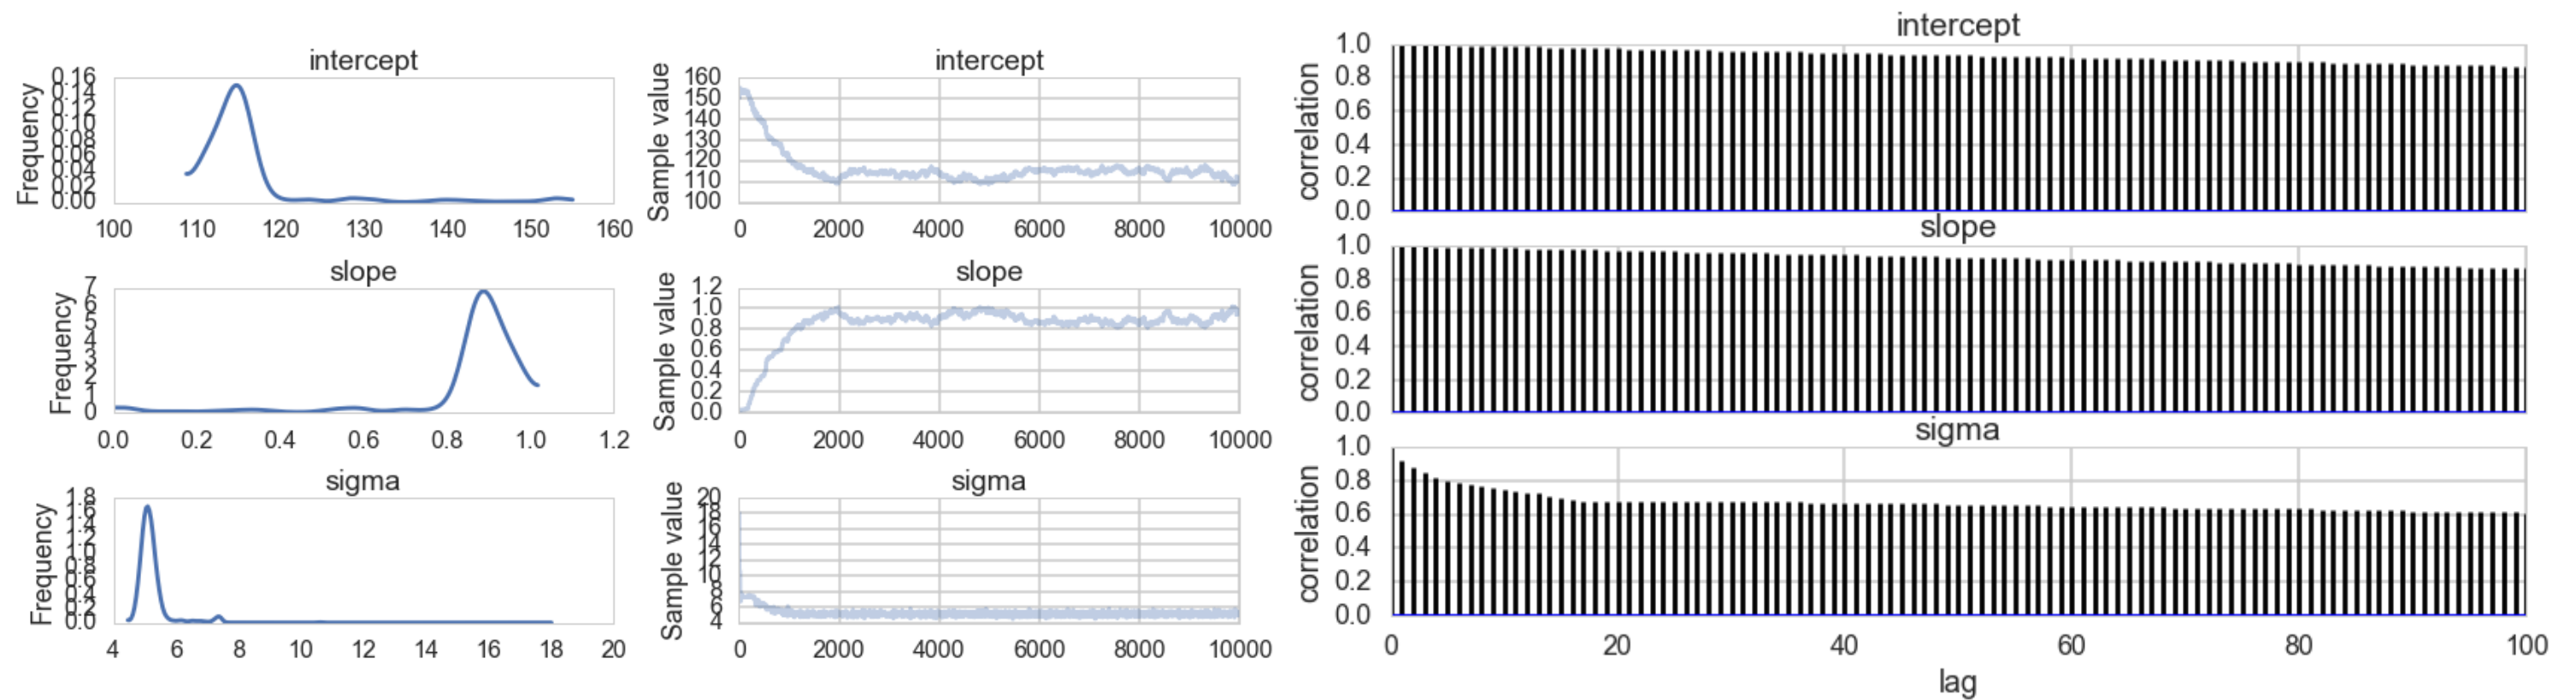 intercept
Frequency
0.16
0.14
0.12
0.10
0.08
0.06
0.04
0.02
0.00
100 110 120 130 140 150 160
intercept
Sample value
160
150
140
130
120
110
100
0 2000 4000 6000 8000 10000
intercept
correlation
1.0
0.8
0.6
0.4
0.2
0.0
slope
Frequency
7
6
5
4
3
2
1
0
0.0 0.2 0.4 0.6 0.8 1.0 1.2
slope
Sample value
1.2
1.0
0.8
0.6
0.4
0.2
0.0
0 2000 4000 6000 8000 10000
slope
correlation
1.0
0.8
0.6
0.4
0.2
0.0
sigma
Frequency
1.8
1.6
1.4
1.2
1.0
0.8
0.6
0.4
0.2
0.0
4 6 8 10 12 14 16 18 20
sigma
Sample value
20
18
16
14
12
10
8
6
4
0 2000 4000 6000 8000 10000
sigma
correlation
1.0
0.8
0.6
0.4
0.2
0.0
0 20 40 60 80 100
lag